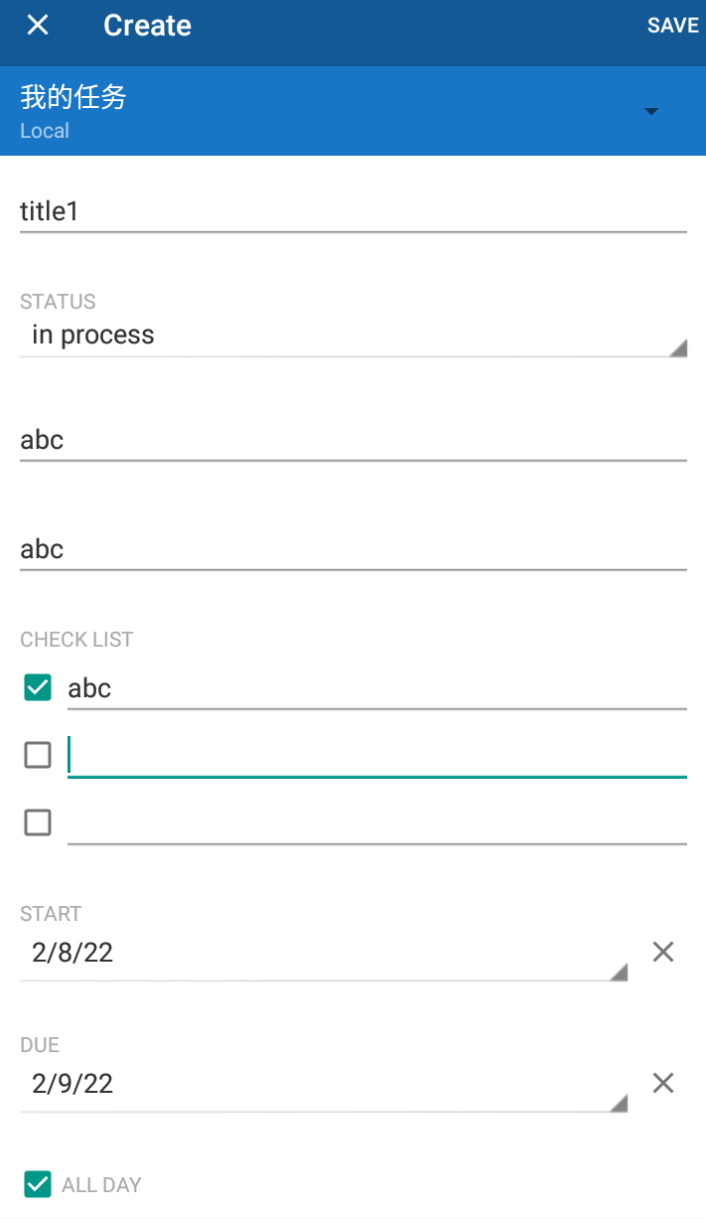 Create
SAVE
我的任务
Local
title1
STATUS
in process
abc
abc
CHECK LIST
abc
START
2/8/22
DUE
2/9/22
ALL DAY